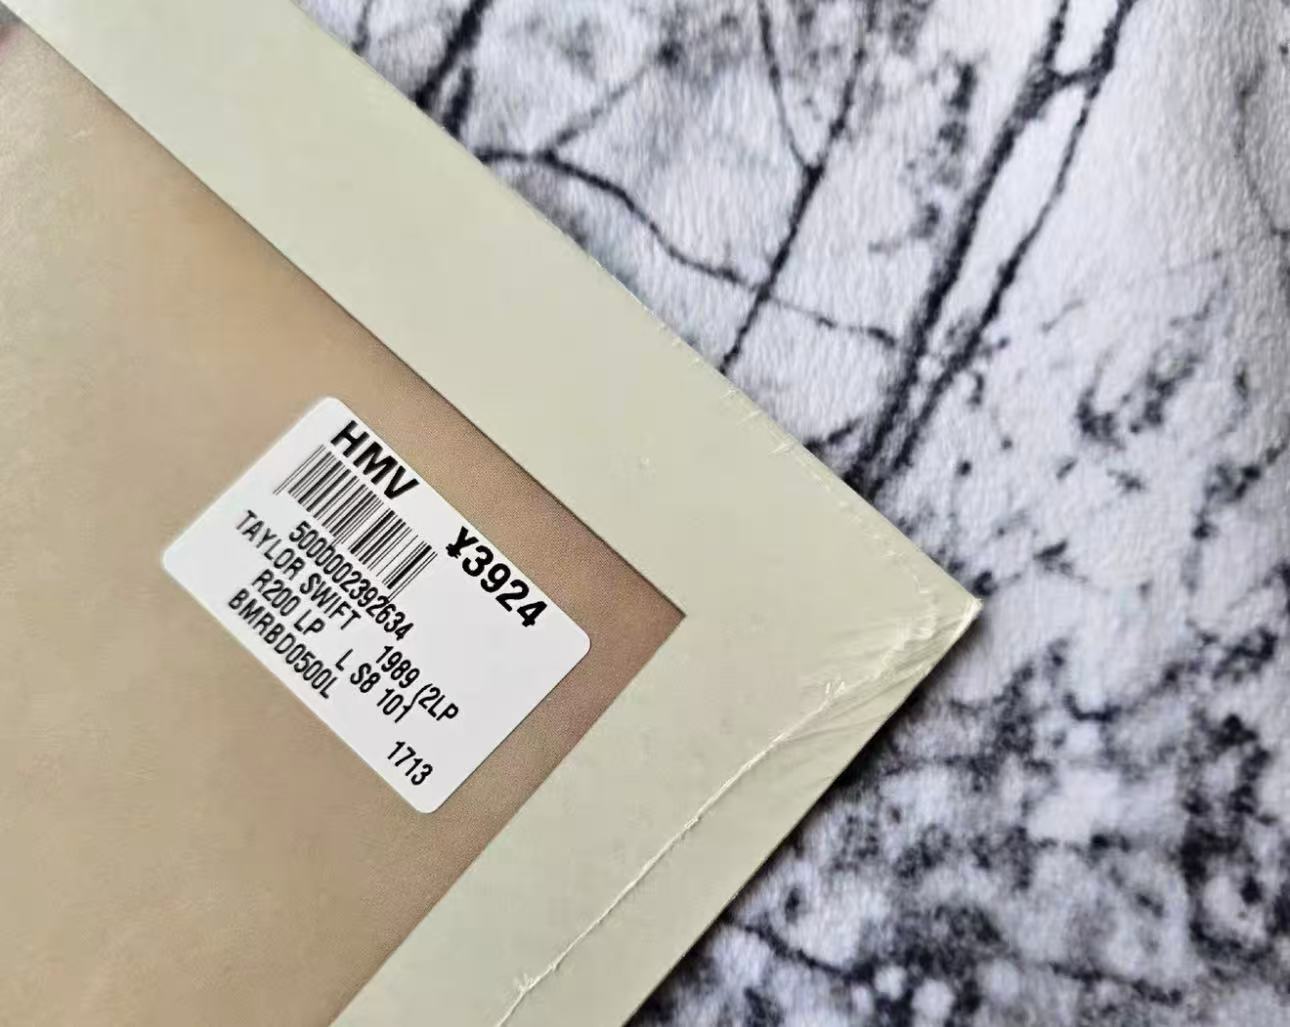 HMV
¥3924
5000002392634
TAYLOR SWIFT 1989 (2LP
R200 LP L S8 101
BMRBD0500L
1713